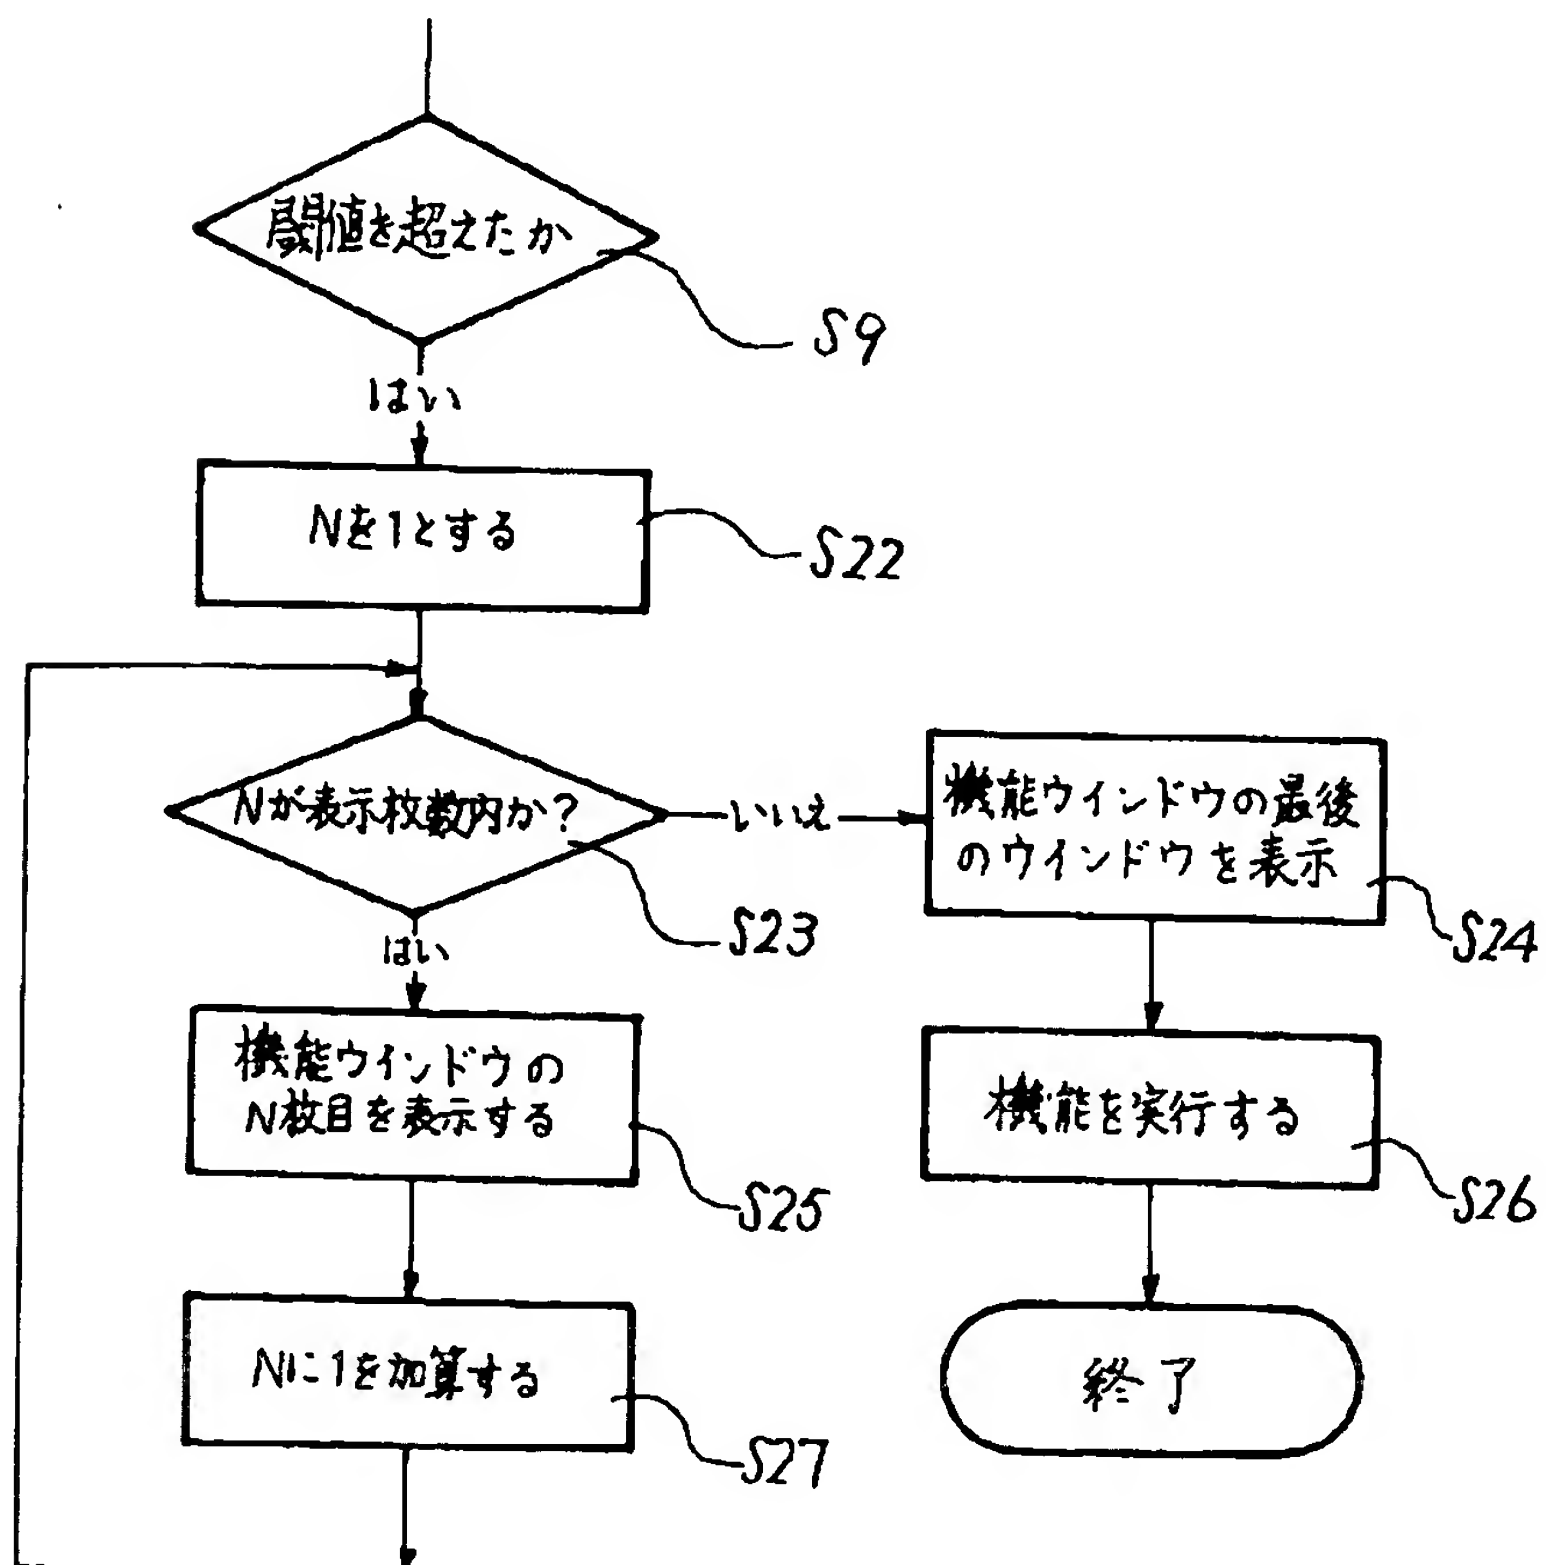 閾値を超えたか
S9
はい
Nを1とする
S22
Nが表示枚数内か?
いいえ
機能ウインドウの最後
のウインドウを表示
S23
S24
はい
機能ウインドウの
N枚目を表示する
機能を実行する
S25
S26
Nに1を加算する
終了
S27